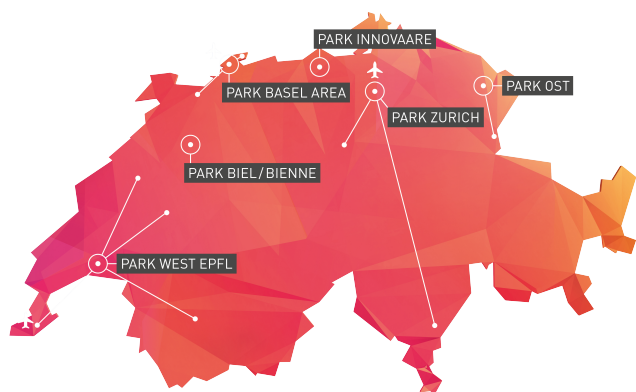 PARK INNOVAARE
PARK BASEL AREA
PARK OST
PARK ZURICH
PARK BIEL/BIENNE
PARK WEST EPFL